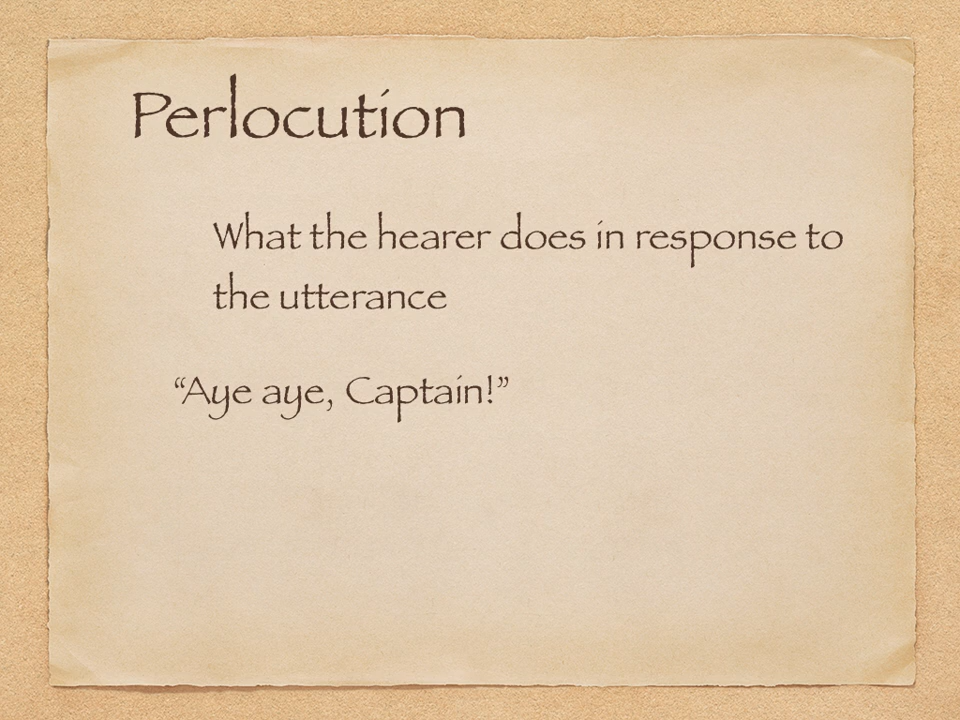 Perlocution
What the hearer does in response to
the utterance
“Aye aye, Captain!”